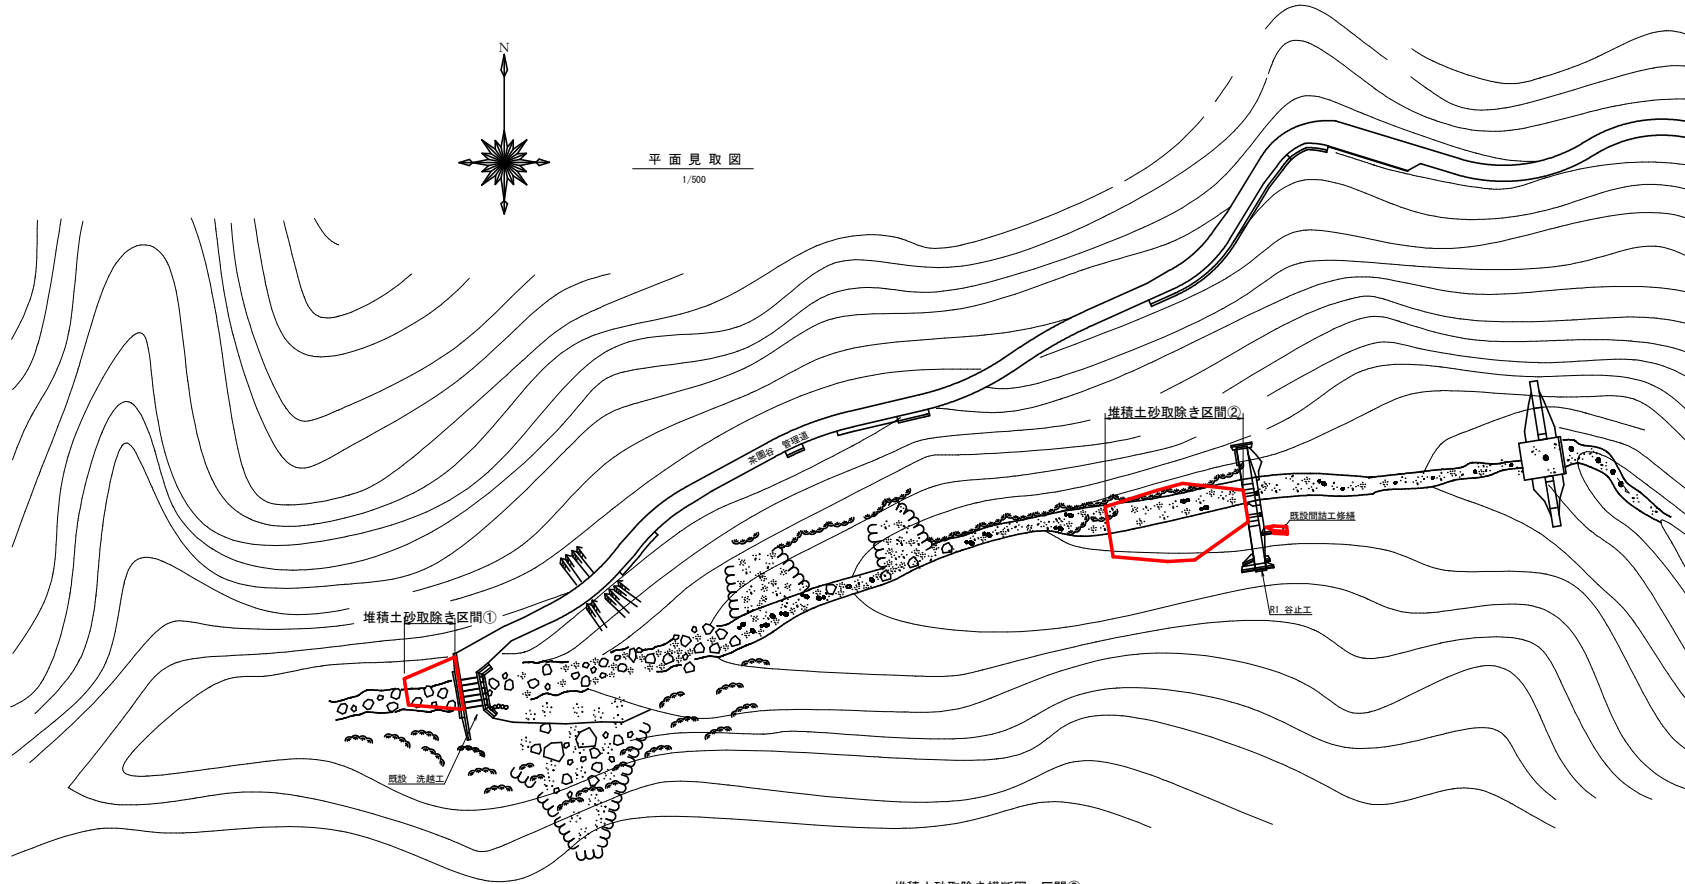 N
平面見取図
1/500
堆積土砂取除き区間②
茶園谷 管理道
既設間詰工修繕
R1 谷止工
堆積土砂取除き区間①
既設 洗越工